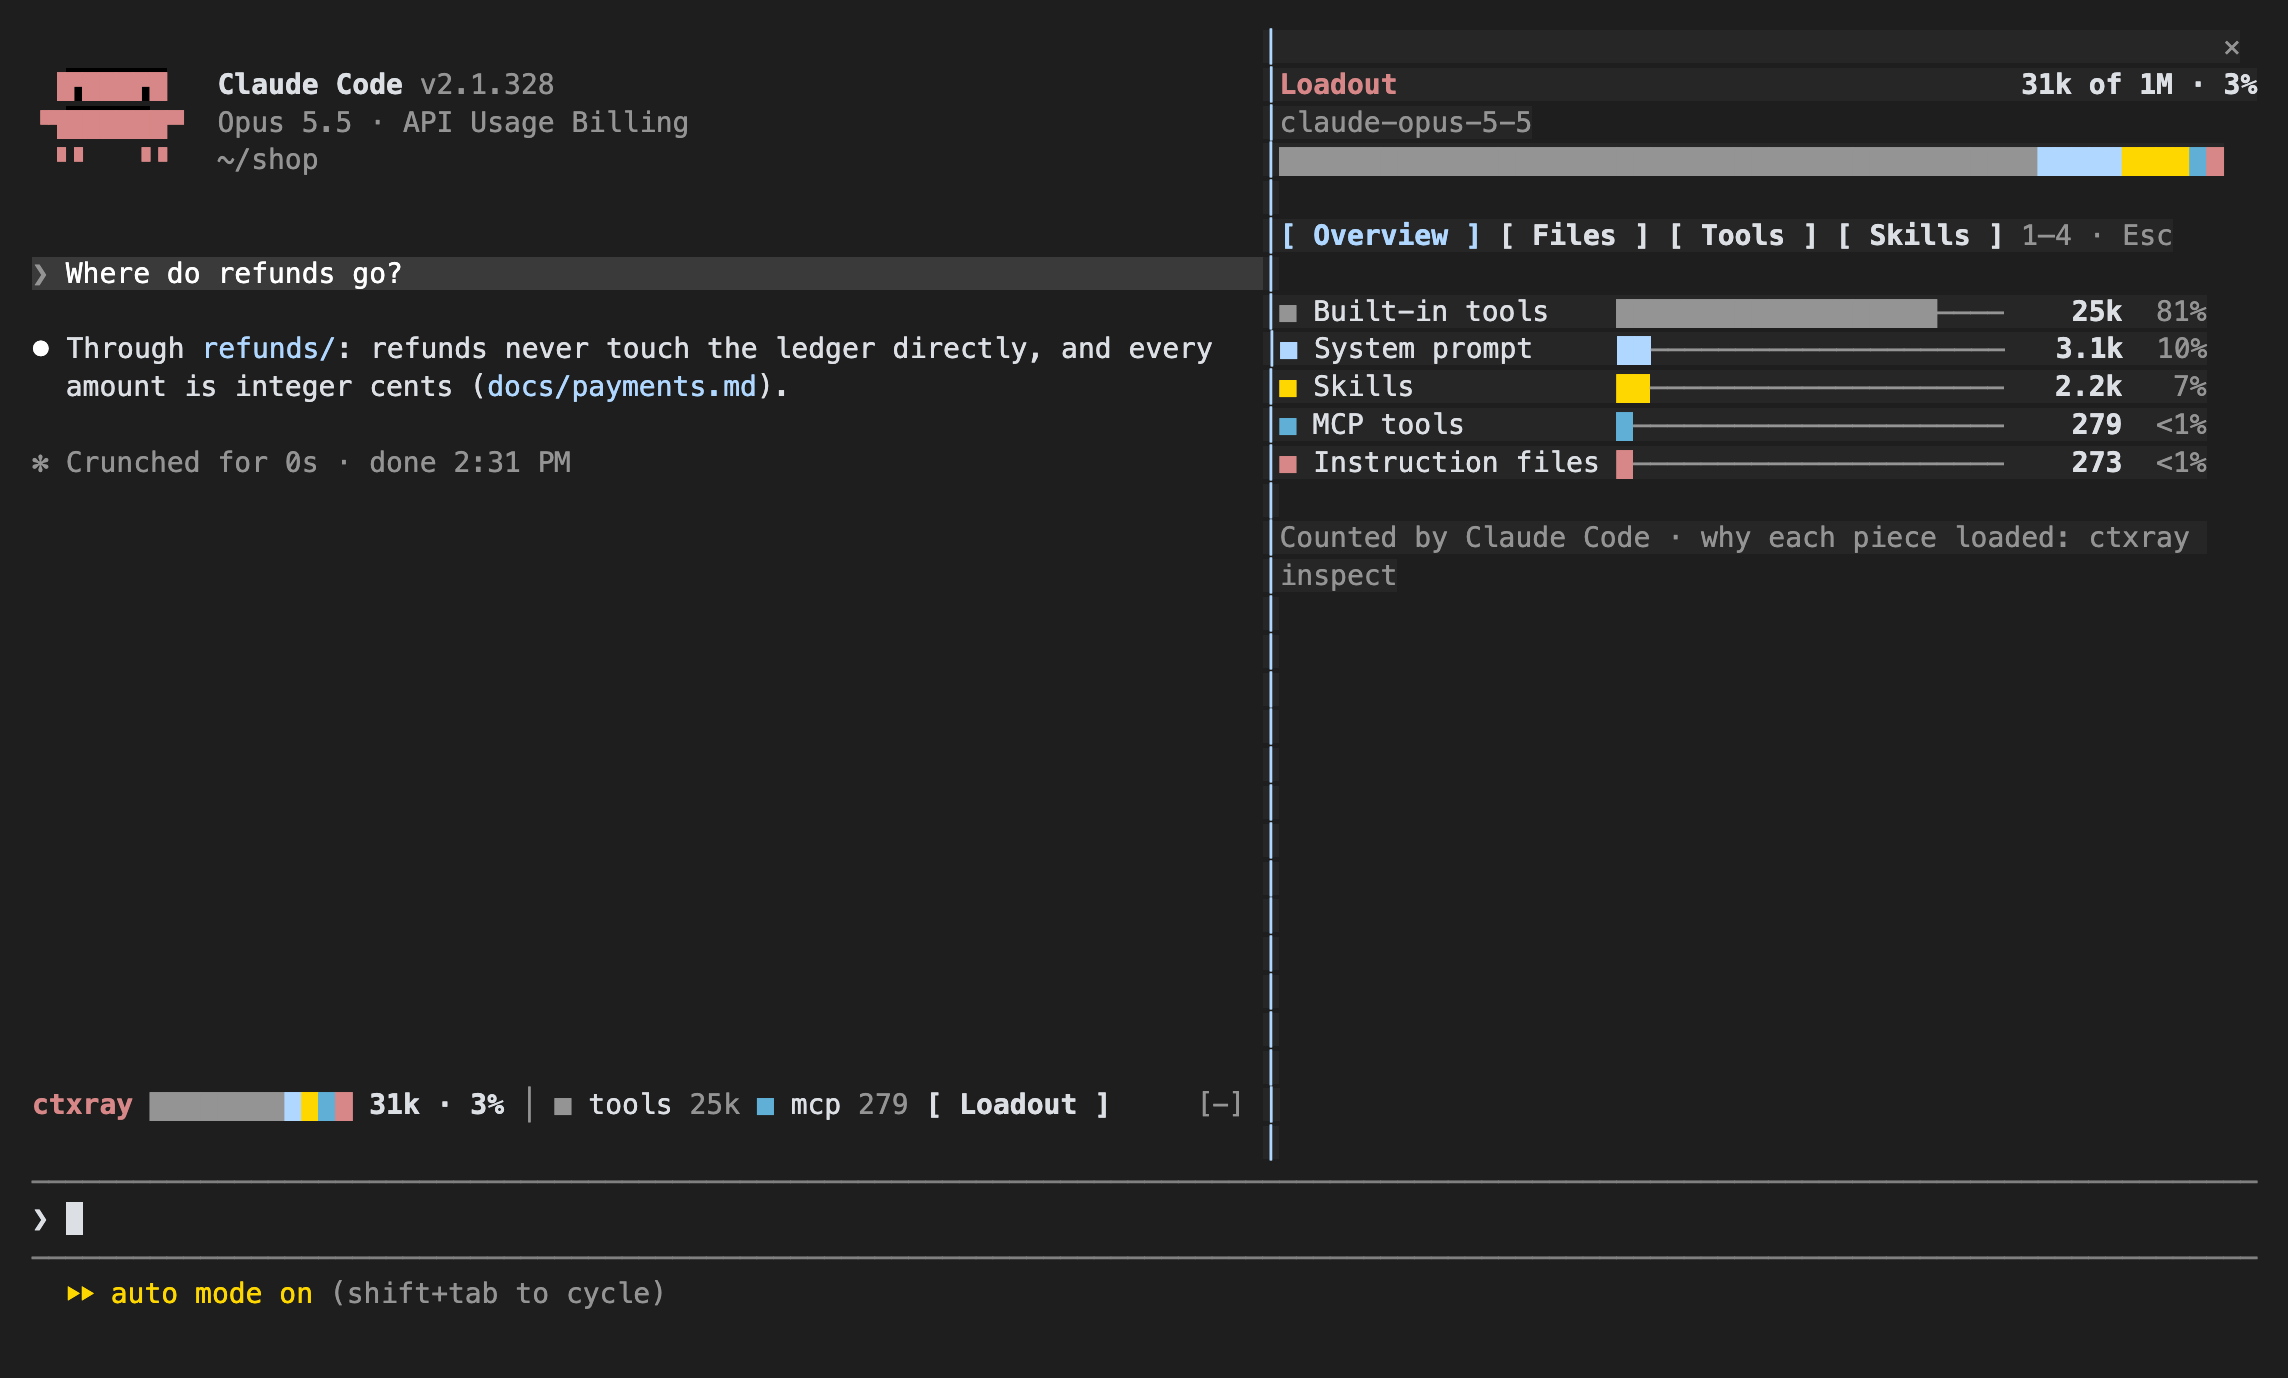 Claude Code v2.1.328
Opus 5.5 · API Usage Billing
~/shop
❯ Where do refunds go?
● Through refunds/: refunds never touch the ledger directly, and every
amount is integer cents (docs/payments.md).
✻ Crunched for 0s · done 2:31 PM
ctxray 31k · 3% │ ■ tools 25k ■ mcp 279 [ Loadout ] [−]
×
Loadout 31k of 1M · 3%
claude-opus-5-5
[ Overview ] [ Files ] [ Tools ] [ Skills ] 1–4 · Esc
■ Built-in tools 25k 81%
■ System prompt 3.1k 10%
■ Skills 2.2k 7%
■ MCP tools 279 <1%
■ Instruction files 273 <1%
Counted by Claude Code · why each piece loaded: ctxray
inspect
❯
⏵⏵ auto mode on (shift+tab to cycle)